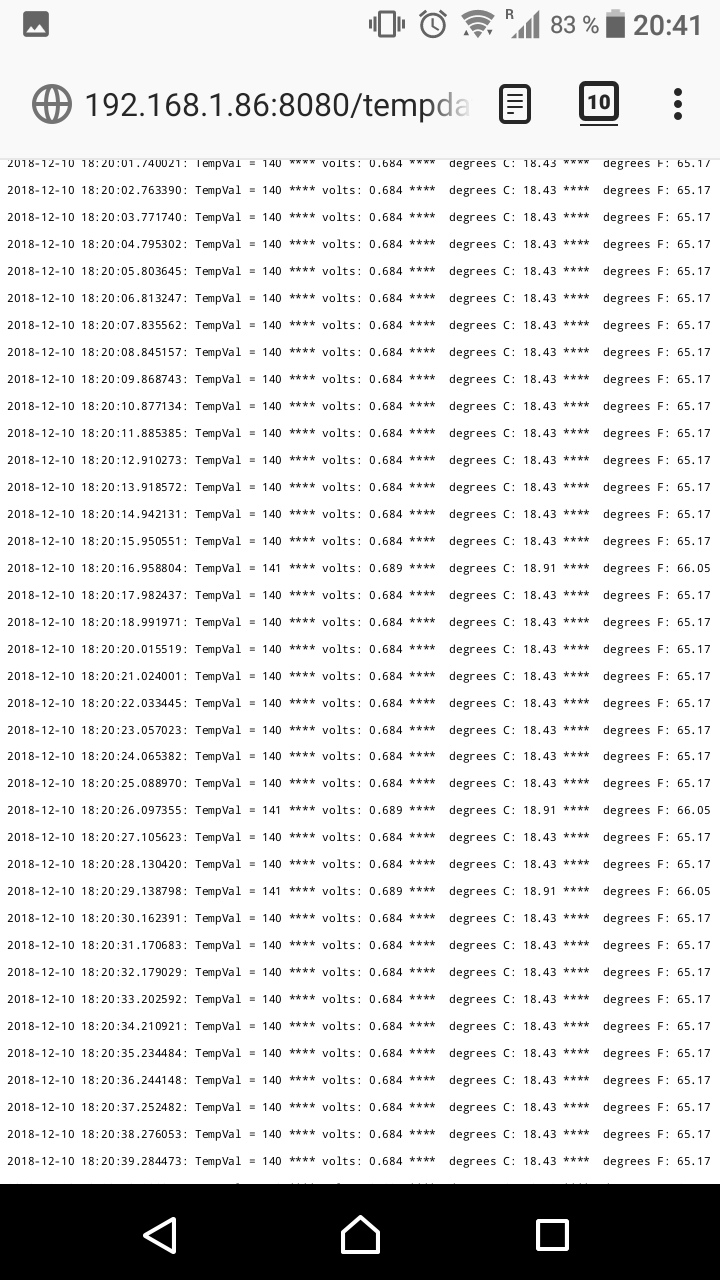 R 83 % 20:41
192.168.1.86:8080/tempda 10
2018-12-10 18:20:01.740021: TempVal = 140 **** volts: 0.684 **** degrees C: 18.43 **** degrees F: 65.17
2018-12-10 18:20:02.763390: TempVal = 140 **** volts: 0.684 **** degrees C: 18.43 **** degrees F: 65.17
2018-12-10 18:20:03.771740: TempVal = 140 **** volts: 0.684 **** degrees C: 18.43 **** degrees F: 65.17
2018-12-10 18:20:04.795302: TempVal = 140 **** volts: 0.684 **** degrees C: 18.43 **** degrees F: 65.17
2018-12-10 18:20:05.803645: TempVal = 140 **** volts: 0.684 **** degrees C: 18.43 **** degrees F: 65.17
2018-12-10 18:20:06.813247: TempVal = 140 **** volts: 0.684 **** degrees C: 18.43 **** degrees F: 65.17
2018-12-10 18:20:07.835562: TempVal = 140 **** volts: 0.684 **** degrees C: 18.43 **** degrees F: 65.17
2018-12-10 18:20:08.845157: TempVal = 140 **** volts: 0.684 **** degrees C: 18.43 **** degrees F: 65.17
2018-12-10 18:20:09.868743: TempVal = 140 **** volts: 0.684 **** degrees C: 18.43 **** degrees F: 65.17
2018-12-10 18:20:10.877134: TempVal = 140 **** volts: 0.684 **** degrees C: 18.43 **** degrees F: 65.17
2018-12-10 18:20:11.885385: TempVal = 140 **** volts: 0.684 **** degrees C: 18.43 **** degrees F: 65.17
2018-12-10 18:20:12.910273: TempVal = 140 **** volts: 0.684 **** degrees C: 18.43 **** degrees F: 65.17
2018-12-10 18:20:13.918572: TempVal = 140 **** volts: 0.684 **** degrees C: 18.43 **** degrees F: 65.17
2018-12-10 18:20:14.942131: TempVal = 140 **** volts: 0.684 **** degrees C: 18.43 **** degrees F: 65.17
2018-12-10 18:20:15.950551: TempVal = 140 **** volts: 0.684 **** degrees C: 18.43 **** degrees F: 65.17
2018-12-10 18:20:16.958804: TempVal = 141 **** volts: 0.689 **** degrees C: 18.91 **** degrees F: 66.05
2018-12-10 18:20:17.982437: TempVal = 140 **** volts: 0.684 **** degrees C: 18.43 **** degrees F: 65.17
2018-12-10 18:20:18.991971: TempVal = 140 **** volts: 0.684 **** degrees C: 18.43 **** degrees F: 65.17
2018-12-10 18:20:20.015519: TempVal = 140 **** volts: 0.684 **** degrees C: 18.43 **** degrees F: 65.17
2018-12-10 18:20:21.024001: TempVal = 140 **** volts: 0.684 **** degrees C: 18.43 **** degrees F: 65.17
2018-12-10 18:20:22.033445: TempVal = 140 **** volts: 0.684 **** degrees C: 18.43 **** degrees F: 65.17
2018-12-10 18:20:23.057023: TempVal = 140 **** volts: 0.684 **** degrees C: 18.43 **** degrees F: 65.17
2018-12-10 18:20:24.065382: TempVal = 140 **** volts: 0.684 **** degrees C: 18.43 **** degrees F: 65.17
2018-12-10 18:20:25.088970: TempVal = 140 **** volts: 0.684 **** degrees C: 18.43 **** degrees F: 65.17
2018-12-10 18:20:26.097355: TempVal = 141 **** volts: 0.689 **** degrees C: 18.91 **** degrees F: 66.05
2018-12-10 18:20:27.105623: TempVal = 140 **** volts: 0.684 **** degrees C: 18.43 **** degrees F: 65.17
2018-12-10 18:20:28.130420: TempVal = 140 **** volts: 0.684 **** degrees C: 18.43 **** degrees F: 65.17
2018-12-10 18:20:29.138798: TempVal = 141 **** volts: 0.689 **** degrees C: 18.91 **** degrees F: 66.05
2018-12-10 18:20:30.162391: TempVal = 140 **** volts: 0.684 **** degrees C: 18.43 **** degrees F: 65.17
2018-12-10 18:20:31.170683: TempVal = 140 **** volts: 0.684 **** degrees C: 18.43 **** degrees F: 65.17
2018-12-10 18:20:32.179029: TempVal = 140 **** volts: 0.684 **** degrees C: 18.43 **** degrees F: 65.17
2018-12-10 18:20:33.202592: TempVal = 140 **** volts: 0.684 **** degrees C: 18.43 **** degrees F: 65.17
2018-12-10 18:20:34.210921: TempVal = 140 **** volts: 0.684 **** degrees C: 18.43 **** degrees F: 65.17
2018-12-10 18:20:35.234484: TempVal = 140 **** volts: 0.684 **** degrees C: 18.43 **** degrees F: 65.17
2018-12-10 18:20:36.244148: TempVal = 140 **** volts: 0.684 **** degrees C: 18.43 **** degrees F: 65.17
2018-12-10 18:20:37.252482: TempVal = 140 **** volts: 0.684 **** degrees C: 18.43 **** degrees F: 65.17
2018-12-10 18:20:38.276053: TempVal = 140 **** volts: 0.684 **** degrees C: 18.43 **** degrees F: 65.17
2018-12-10 18:20:39.284473: TempVal = 140 **** volts: 0.684 **** degrees C: 18.43 **** degrees F: 65.17